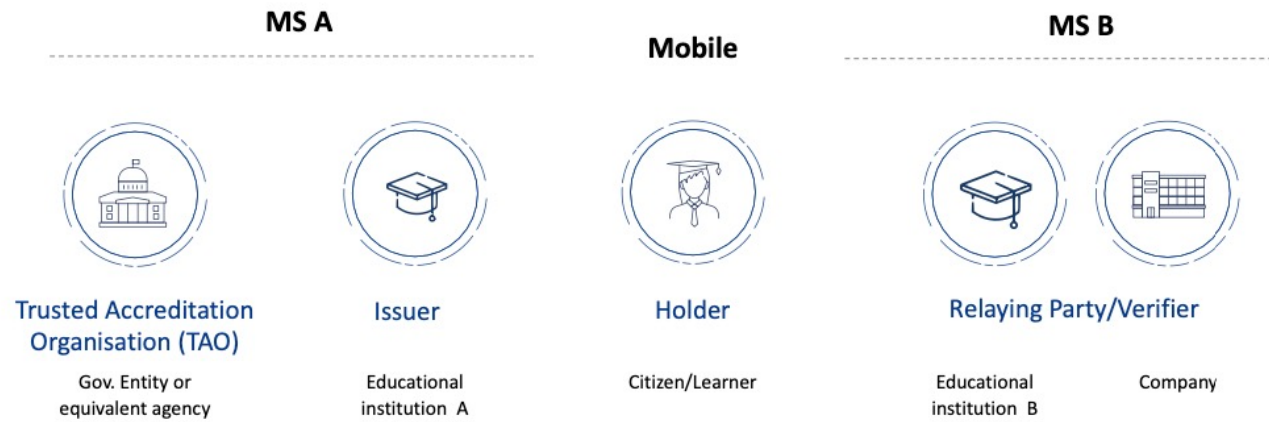 MS A
Mobile
MS B
Trusted Accreditation
Organisation (TAO)
Issuer
Holder
Relaying Party/Verifier
Gov. Entity or
equivalent agency
Educational
institution A
Citizen/Learner
Educational
institution B
Company